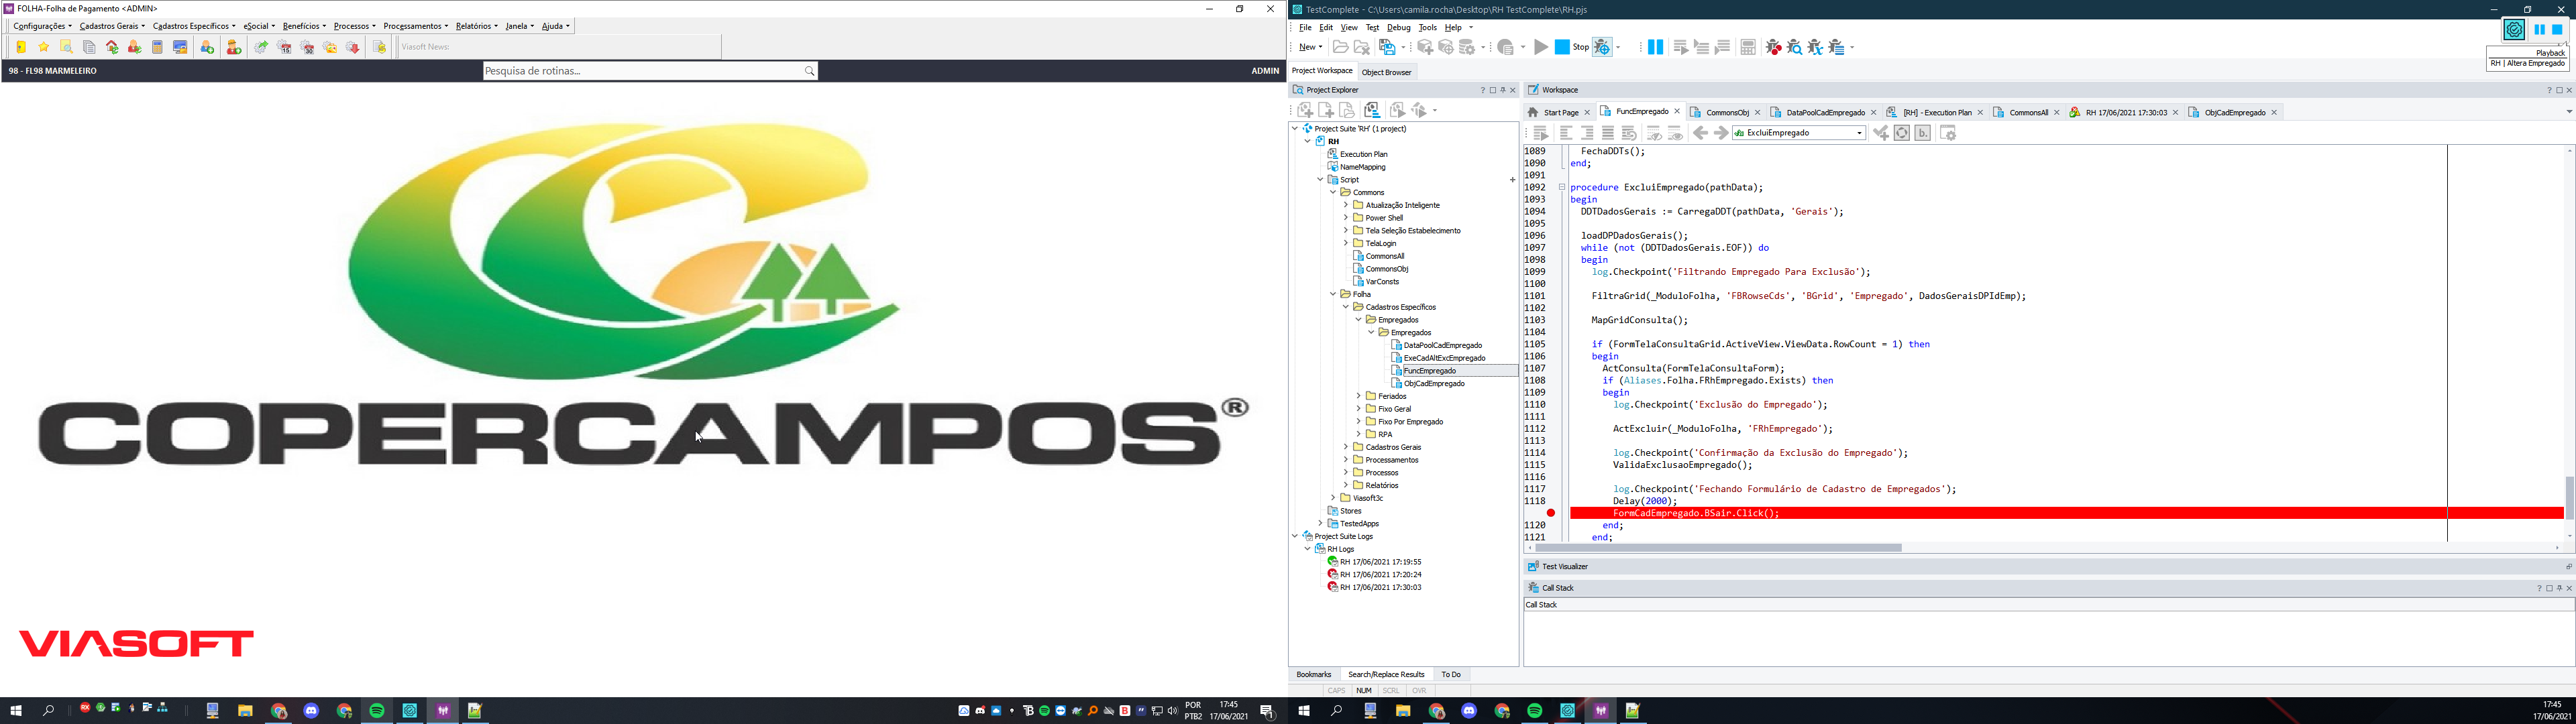 FOLHA-Folha de Pagamento <ADMIN>
Configurações Cadastros Gerais Cadastros Específicos eSocial Benefícios Processos Processamentos Relatórios Janela Ajuda
Viasoft News:
98 - FL98 MARMELEIRO
Pesquisa de rotinas...
ADMIN
COPERCAMPOS®
VIASOFT
POR
PTB2
17:45
17/06/2021
TestComplete - C:\Users\camila.rocha\Desktop\RH TestComplete\RH.pjs
File Edit View Test Debug Tools Help
New
Stop
Playback
RH | Altera Empregado
Project Workspace Object Browser
Project Explorer
Project Suite 'RH' (1 project)
RH
Execution Plan
NameMapping
Script
Commons
Atualização Inteligente
Power Shell
Tela Seleção Estabelecimento
TelaLogin
CommonsAll
CommonsObj
VarConsts
Folha
Cadastros Específicos
Empregados
Empregados
DataPoolCadEmpregado
ExeCadAltExcEmpregado
FuncEmpregado
ObjCadEmpregado
Feriados
Fixo Geral
Fixo Por Empregado
RPA
Cadastros Gerais
Processamentos
Processos
Relatórios
Viasoft3c
Stores
TestedApps
Project Suite Logs
RH Logs
RH 17/06/2021 17:19:55
RH 17/06/2021 17:20:24
RH 17/06/2021 17:30:03
Bookmarks Search/Replace Results To Do
CAPS NUM SCRL OVR
Workspace
Start Page FuncEmpregado CommonsObj DataPoolCadEmpregado [RH] - Execution Plan CommonsAll RH 17/06/2021 17:30:03 ObjCadEmpregado
ExcluiEmpregado
1089 FechaDDTs();
1090 end;
1091
1092 procedure ExcluiEmpregado(pathData);
1093 begin
1094 DDTDadosGerais := CarregaDDT(pathData, 'Gerais');
1095
1096 loadDPDadosGerais();
1097 while (not (DDTDadosGerais.EOF)) do
1098 begin
1099 log.Checkpoint('Filtrando Empregado Para Exclusão');
1100
1101 FiltraGrid(_ModuloFolha, 'FBRowseCds', 'BGrid', 'Empregado', DadosGeraisDPIdEmp);
1102
1103 MapGridConsulta();
1104
1105 if (FormTelaConsultaGrid.ActiveView.ViewData.RowCount = 1) then
1106 begin
1107 ActConsulta(FormTelaConsultaForm);
1108 if (Aliases.Folha.FRhEmpregado.Exists) then
1109 begin
1110 log.Checkpoint('Exclusão do Empregado');
1111
1112 ActExcluir(_ModuloFolha, 'FRhEmpregado');
1113
1114 log.Checkpoint('Confirmação da Exclusão do Empregado');
1115 ValidaExclusaoEmpregado();
1116
1117 log.Checkpoint('Fechando Formulário de Cadastro de Empregados');
1118 Delay(2000);
FormCadEmpregado.BSair.Click();
1120 end;
1121 end;
Test Visualizer
Call Stack
Call Stack
17:45
17/06/2021